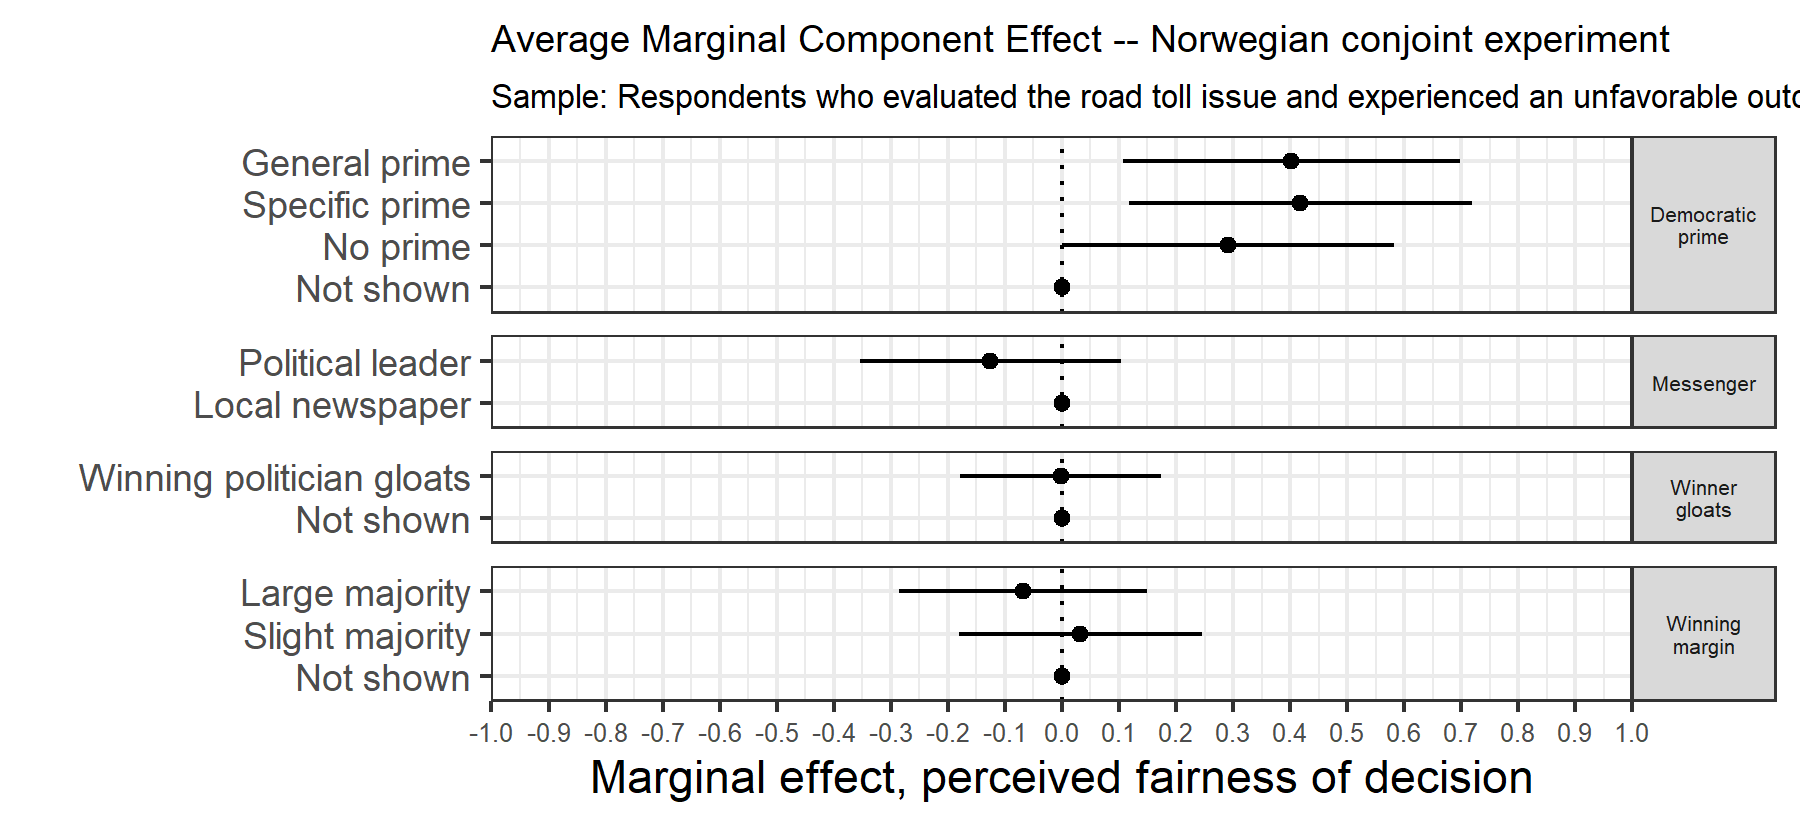 Average Marginal Component Effect -- Norwegian conjoint experiment
Sample: Respondents who evaluated the road toll issue and experienced an unfavorable
General prime
Specific prime
No prime
Not shown
Democratic
prime
Political leader
Local newspaper
Messenger
Winning politician gloats
Not shown
Winner
gloats
Large majority
Slight majority
Not shown
Winning
margin
-1.0 -0.9 -0.8 -0.7 -0.6 -0.5 -0.4 -0.3 -0.2 -0.1 0.0 0.1 0.2 0.3 0.4 0.5 0.6 0.7 0.8 0.9 1.0
Marginal effect, perceived fairness of decision